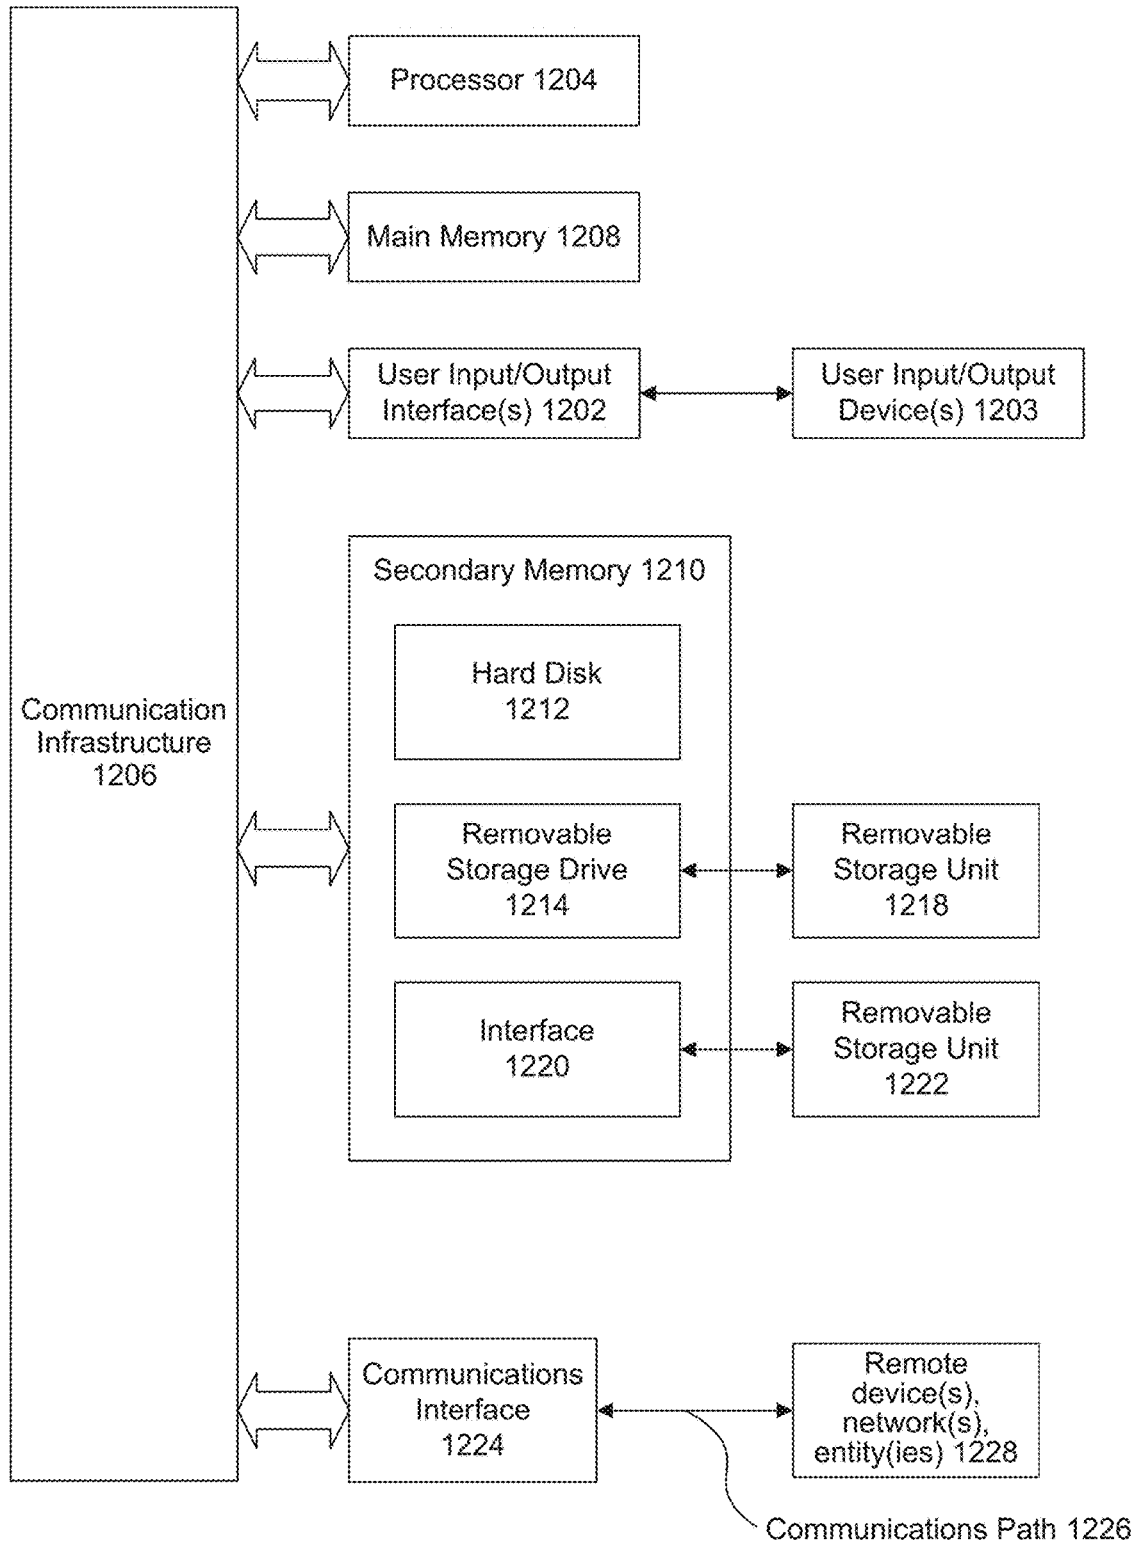 Processor 1204
Main Memory 1208
User Input/Output
Interface(s) 1202
User Input/Output
Device(s) 1203
Secondary Memory 1210
Hard Disk
1212
Communication
Infrastructure
1206
Removable
Storage Drive
1214
Removable
Storage Unit
1218
Interface
1220
Removable
Storage Unit
1222
Communications
Interface
1224
Remote
device(s),
network(s),
entity(ies) 1228
Communications Path 1226